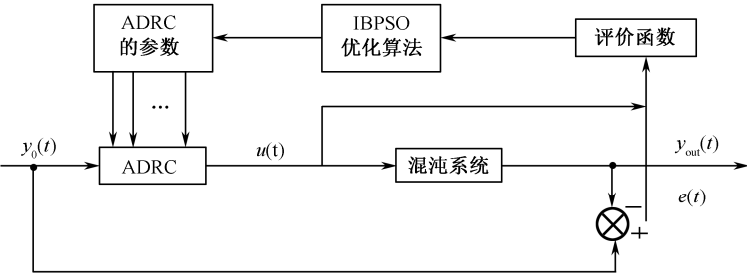 ADRC
的参数
IBPSO
优化算法
评价函数
...
y₀(t)
ADRC
u(t)
混沌系统
yout(t)
−
+
e(t)